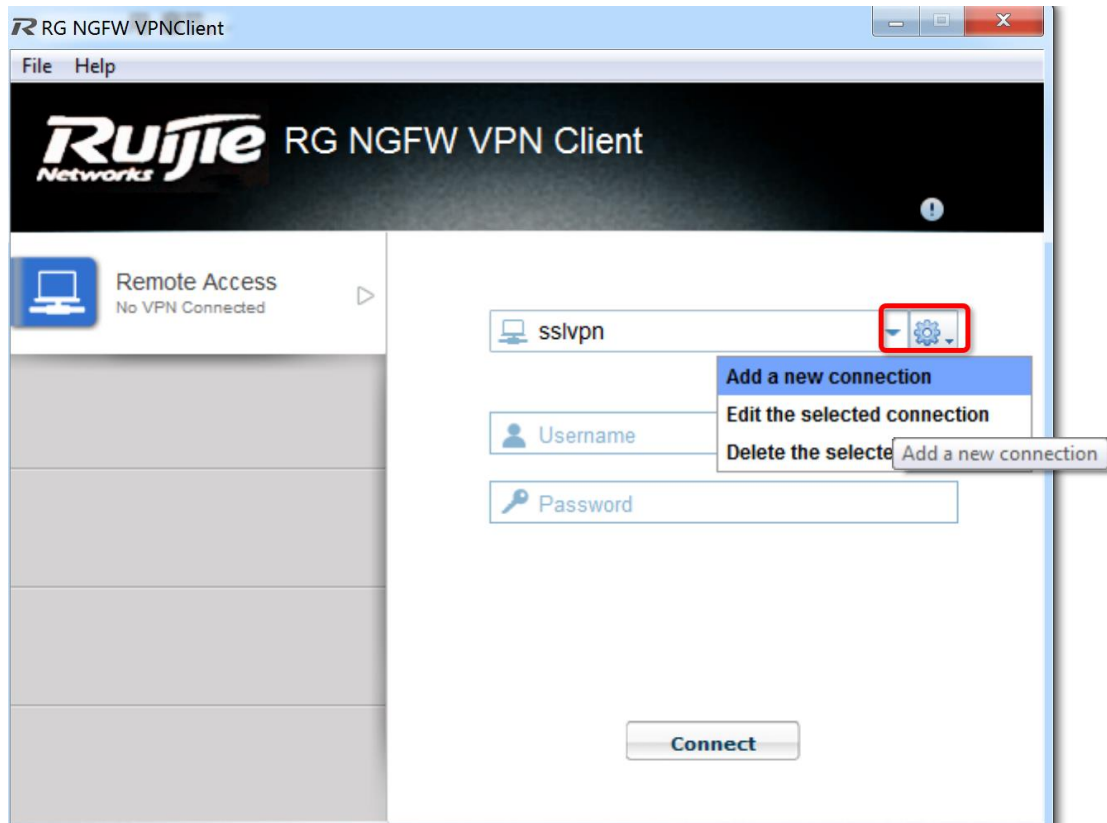 RG NGFW VPNClient
File Help
Ruijie
Networks
RG NGFW VPN Client
Remote Access
No VPN Connected
sslvpn
Add a new connection
Edit the selected connection
Delete the selecte
Add a new connection
Username
Password
Connect